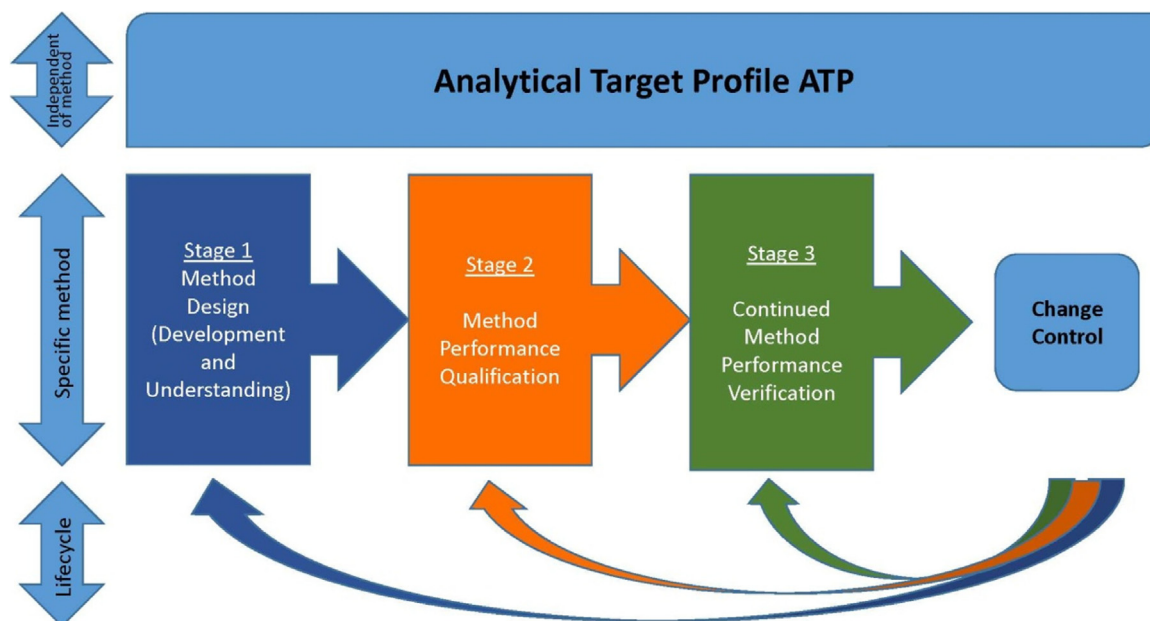 Independent
of method
Analytical Target Profile ATP
Specific method
Stage 1
Method
Design
(Development
and
Understanding)
Stage 2
Method
Performance
Qualification
Stage 3
Continued
Method
Performance
Verification
Change
Control
Lifecycle